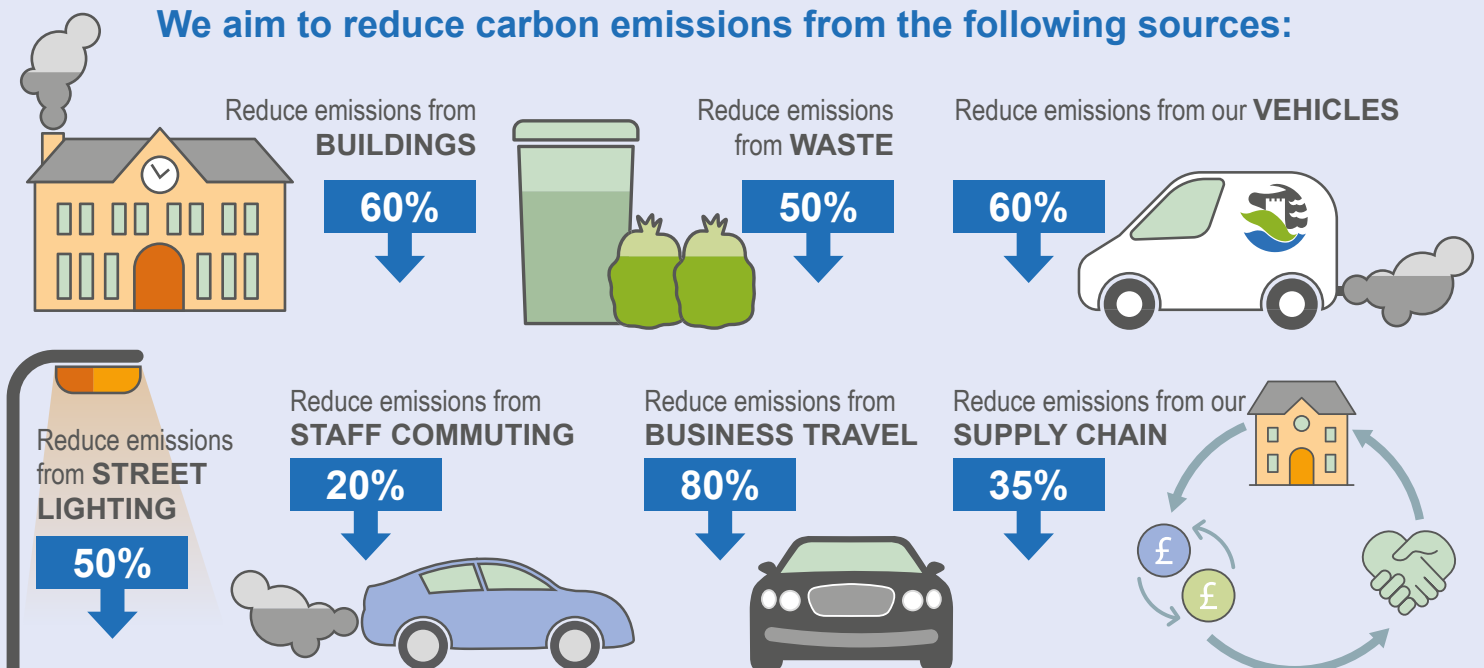 We aim to reduce carbon emissions from the following sources:
Reduce emissions from
BUILDINGS
60%
Reduce emissions
from WASTE
50%
Reduce emissions from our VEHICLES
60%
Reduce emissions
from STREET
LIGHTING
50%
Reduce emissions from
STAFF COMMUTING
20%
Reduce emissions from
BUSINESS TRAVEL
80%
Reduce emissions from our
SUPPLY CHAIN
35%
£
£